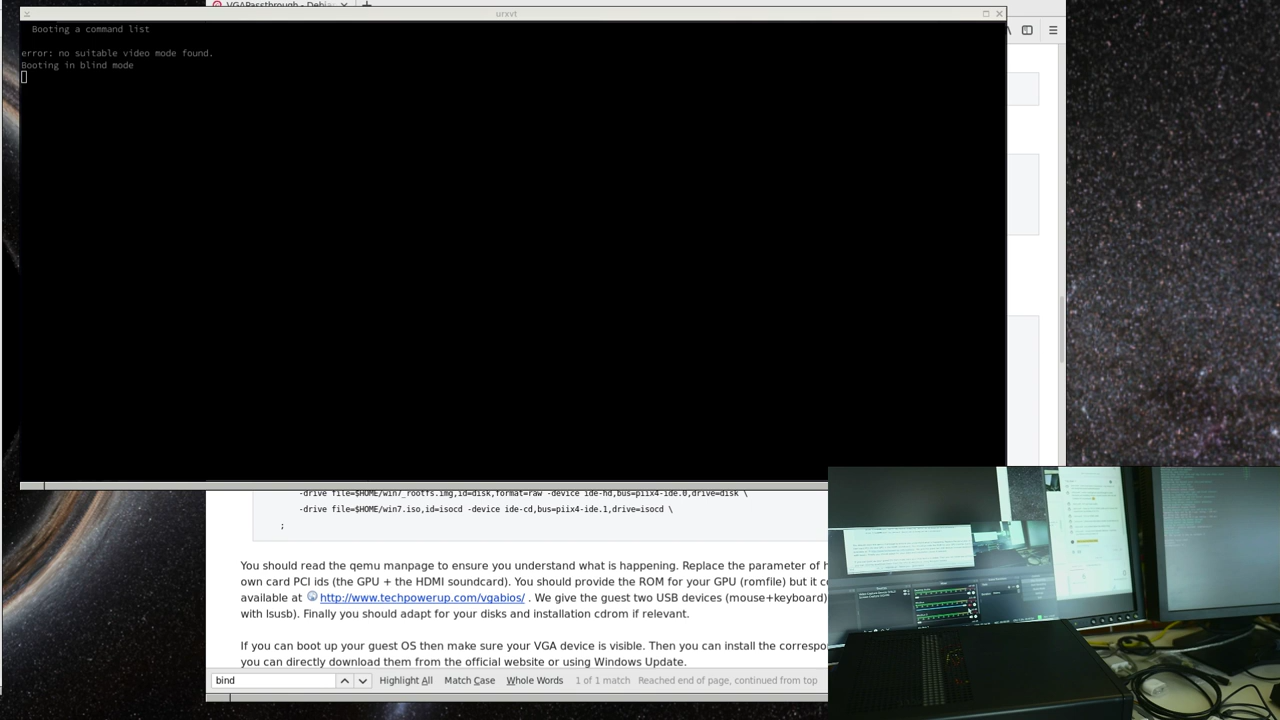 VGAPassthrough - Debia
urxvt
Booting a command list
error: no suitable video mode found.
Booting in blind mode
-drive file=$HOME/win7_rootfs.img,id=disk,format=raw -device ide-hd,bus=piix4-ide.0,drive=disk \
-drive file=$HOME/win7.iso,id=isocd -device ide-cd,bus=piix4-ide.1,drive=isocd \
;
You should read the qemu manpage to ensure you understand what is happening. Replace the parameter of h
own card PCI ids (the GPU + the HDMI soundcard). You should provide the ROM for your GPU (romfile) but it co
available at http://www.techpowerup.com/vgabios/ . We give the guest two USB devices (mouse+keyboard)
with lsusb). Finally you should adapt for your disks and installation cdrom if relevant.
If you can boot up your guest OS then make sure your VGA device is visible. Then you can install the correspo
you can directly download them from the official website or using Windows Update.
bind Highlight All Match Case Whole Words 1 of 1 match Reached end of page, continued from top